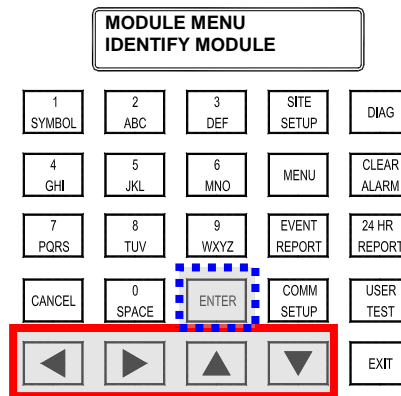 MODULE MENU
IDENTIFY MODULE
1 2 3 SITE DIAG
SYMBOL ABC DEF SETUP
4 5 6 MENU CLEAR
GHI JKL MNO ALARM
7 8 9 EVENT 24 HR
PQRS TUV WXYZ REPORT REPORT
CANCEL 0 ENTER COMM USER
SPACE SETUP TEST
EXIT